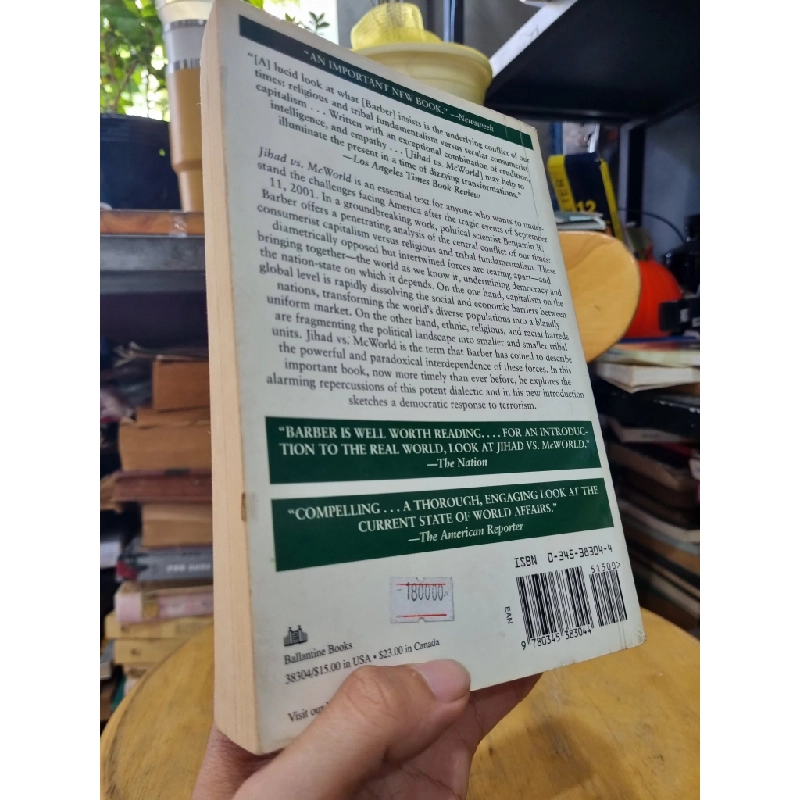 "AN IMPORTANT NEW BOOK." —Newsweek
"[A] lucid look at what [Barber] insists is the underlying conflict of our
times: religious and tribal fundamentalism versus secular consumerist
capitalism . . . Written with an exceptional combination of erudition,
intelligence, and empathy . . . [Jihad vs. McWorld] may help to
illuminate the present in a time of dizzying transformations."
—Los Angeles Times Book Review
Jihad vs. McWorld is an essential text for anyone who wants to under-
stand the challenges facing America after the tragic events of September
11, 2001. In a groundbreaking work, political scientist Benjamin R.
Barber offers a penetrating analysis of the central conflict of our times:
consumerist capitalism versus religious and tribal fundamentalism. These
diametrically opposed but intertwined forces are tearing apart—and
bringing together—the world as we know it, undermining democracy and
the nation-state on which it depends. On the one hand, capitalism on the
global level is rapidly dissolving the social and economic barriers between
nations, transforming the world's diverse populations into a blandly
uniform market. On the other hand, ethnic, religious, and racial hatreds
are fragmenting the political landscape into smaller and smaller tribal
units. Jihad vs. McWorld is the term that Barber has coined to describe
the powerful and paradoxical interdependence of these forces. In this
important book, now more timely than ever before, he explores the
alarming repercussions of this potent dialectic and in his new introduction
sketches a democratic response to terrorism.
"BARBER IS WELL WORTH READING. . . . FOR AN INTRODUC-
TION TO THE REAL WORLD, LOOK AT JIHAD VS. McWORLD."
—The Nation
"COMPELLING . . . A THOROUGH, ENGAGING LOOK AT THE
CURRENT STATE OF WORLD AFFAIRS."
—The American Reporter
ISBN 0-345-38304-4
51500>
EAN
9 780345 383044
180000
Ballantine Books
38304/$15.00 in USA • $23.00 in Canada
Visit our
12